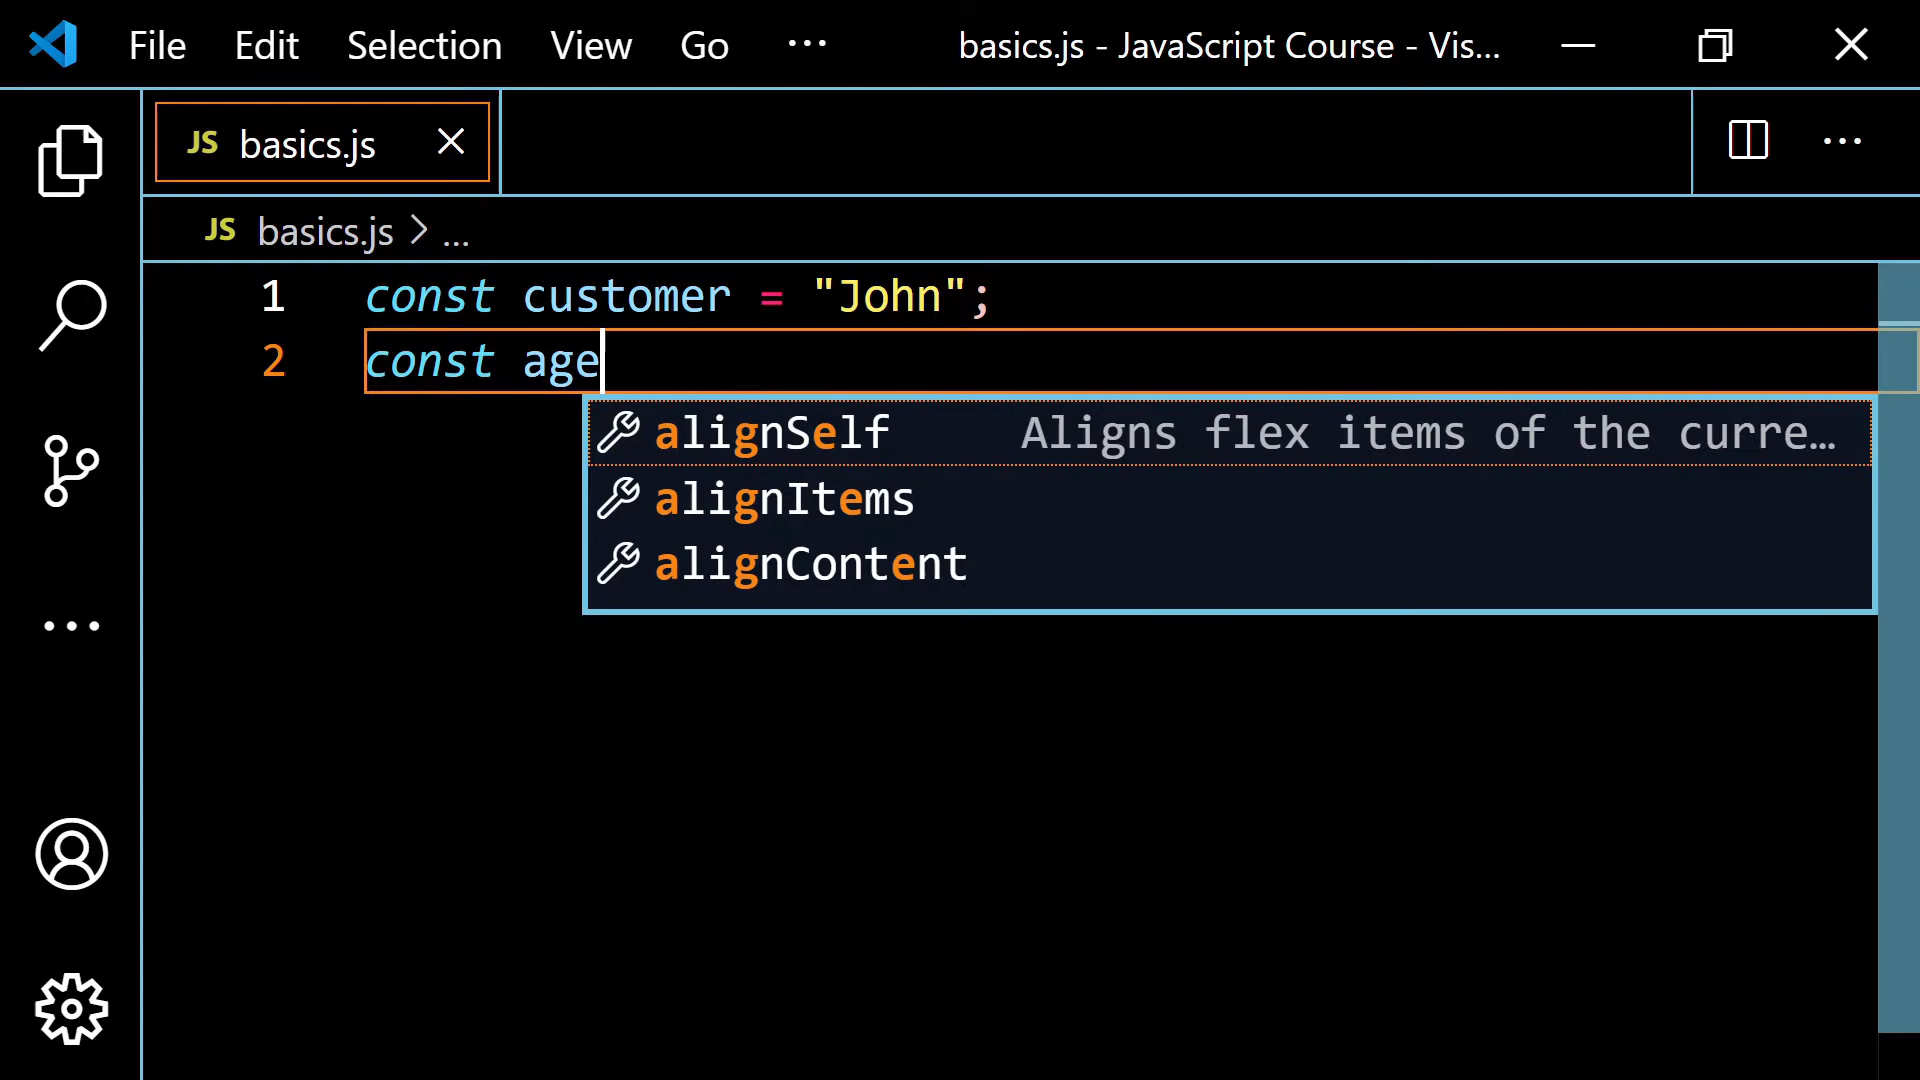 File Edit Selection View Go ··· basics.js - JavaScript Course - Vis...
JS basics.js
JS basics.js > ...
1 const customer = "John";
2 const age
alignSelf Aligns flex items of the curre…
alignItems
alignContent